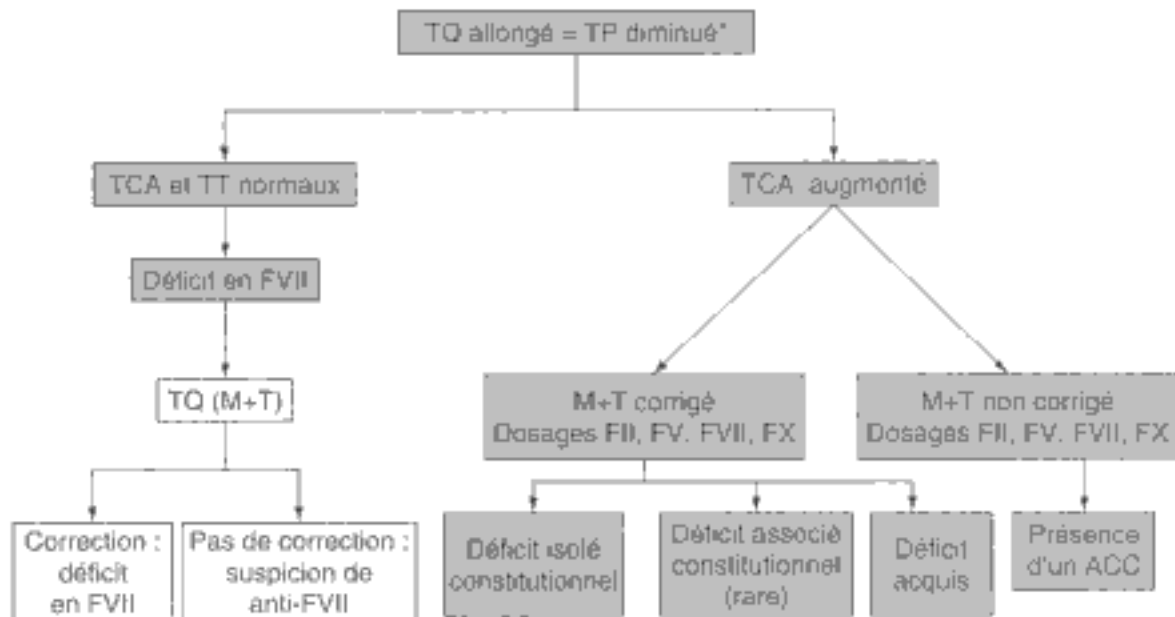 TQ allongé = TP diminué*
TCA et TT normaux
TCA augmenté
Déficit en FVII
TQ (M+T)
M+T corrigé
Dosages FII, FV, FVII, FX
M+T non corrigé
Dosages FII, FV, FVII, FX
Correction :
déficit
en FVII
Pas de correction :
suspicion de
anti-FVII
Déficit isolé
constitutionnel
Déficit associé
constitutionnel
(rare)
Déficit
acquis
Présence
d'un ACC